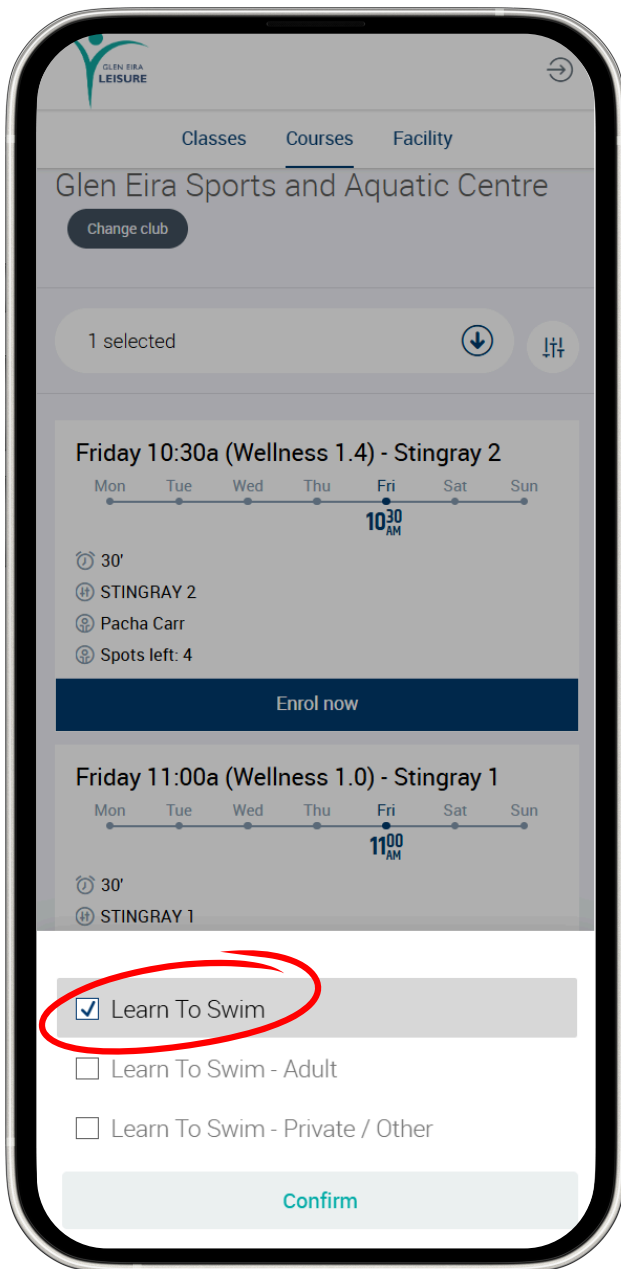 GLEN EIRA
LEISURE
Classes Courses Facility
Glen Eira Sports and Aquatic Centre
Change club
1 selected
Friday 10:30a (Wellness 1.4) - Stingray 2
Mon Tue Wed Thu Fri Sat Sun
10 30 AM
30'
STINGRAY 2
Pacha Carr
Spots left: 4
Enrol now
Friday 11:00a (Wellness 1.0) - Stingray 1
Mon Tue Wed Thu Fri Sat Sun
11 00 AM
30'
STINGRAY 1
Learn To Swim
Learn To Swim - Adult
Learn To Swim - Private / Other
Confirm